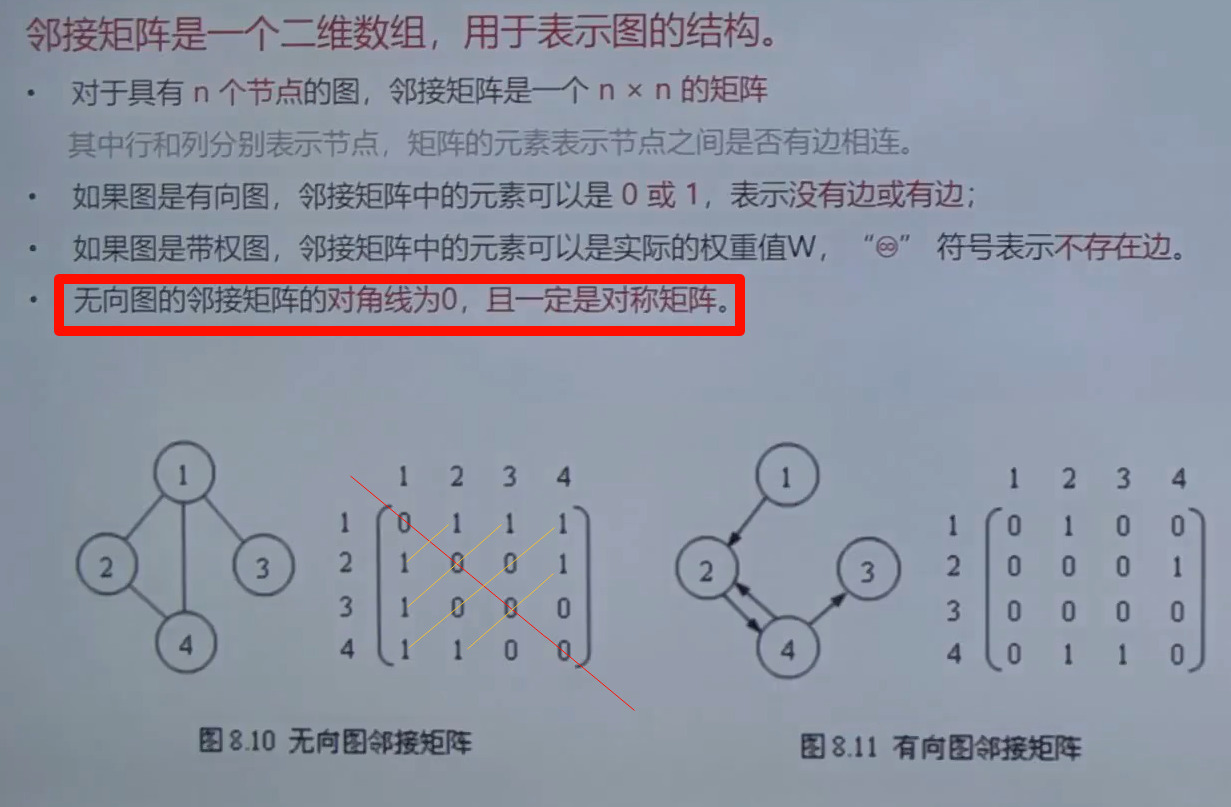 邻接矩阵是一个二维数组，用于表示图的结构。
• 对于具有 n 个节点的图，邻接矩阵是一个 n × n 的矩阵
其中行和列分别表示节点，矩阵的元素表示节点之间是否有边相连。
• 如果图是有向图，邻接矩阵中的元素可以是 0 或 1，表示没有边或有边；
• 如果图是带权图，邻接矩阵中的元素可以是实际的权重值W，“♾” 符号表示不存在边。
• 无向图的邻接矩阵的对角线为0，且一定是对称矩阵。
1
2
3
4
1 2 3 4
1 0 1 1 1
2 1 0 0 1
3 1 0 0 0
4 1 1 0 0
图 8.10 无向图邻接矩阵
1
2
3
4
1 2 3 4
1 0 1 0 0
2 0 0 0 1
3 0 0 0 0
4 0 1 1 0
图 8.11 有向图邻接矩阵